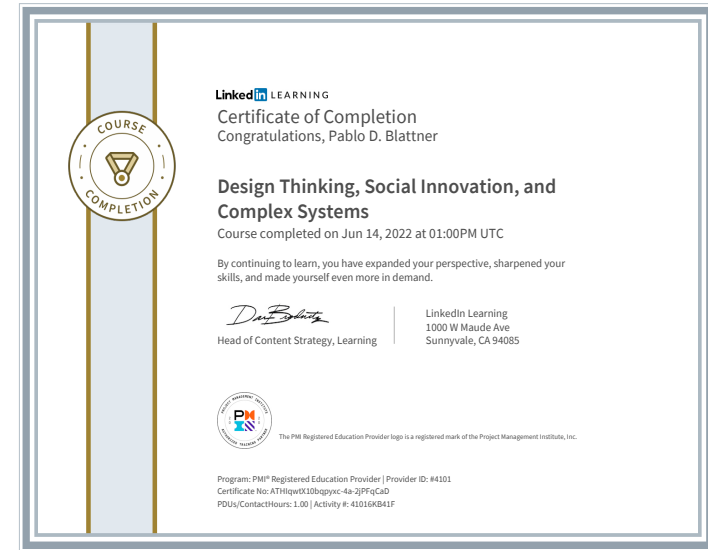 LinkedIn LEARNING
Certificate of Completion
Congratulations, Pablo D. Blattner
COURSE
COMPLETION
Design Thinking, Social Innovation, and
Complex Systems
Course completed on Jun 14, 2022 at 01:00PM UTC
By continuing to learn, you have expanded your perspective, sharpened your
skills, and made yourself even more in demand.
Head of Content Strategy, Learning
LinkedIn Learning
1000 W Maude Ave
Sunnyvale, CA 94085
PROJECT MANAGEMENT INSTITUTE
The PMI Registered Education Provider logo is a registered mark of the Project Management Institute, Inc.
Program: PMI® Registered Education Provider | Provider ID: #4101
Certificate No: ATHIqwtX10bqpyxc-4a-2jPFqCaD
PDUs/ContactHours: 1.00 | Activity #: 41016KB41F